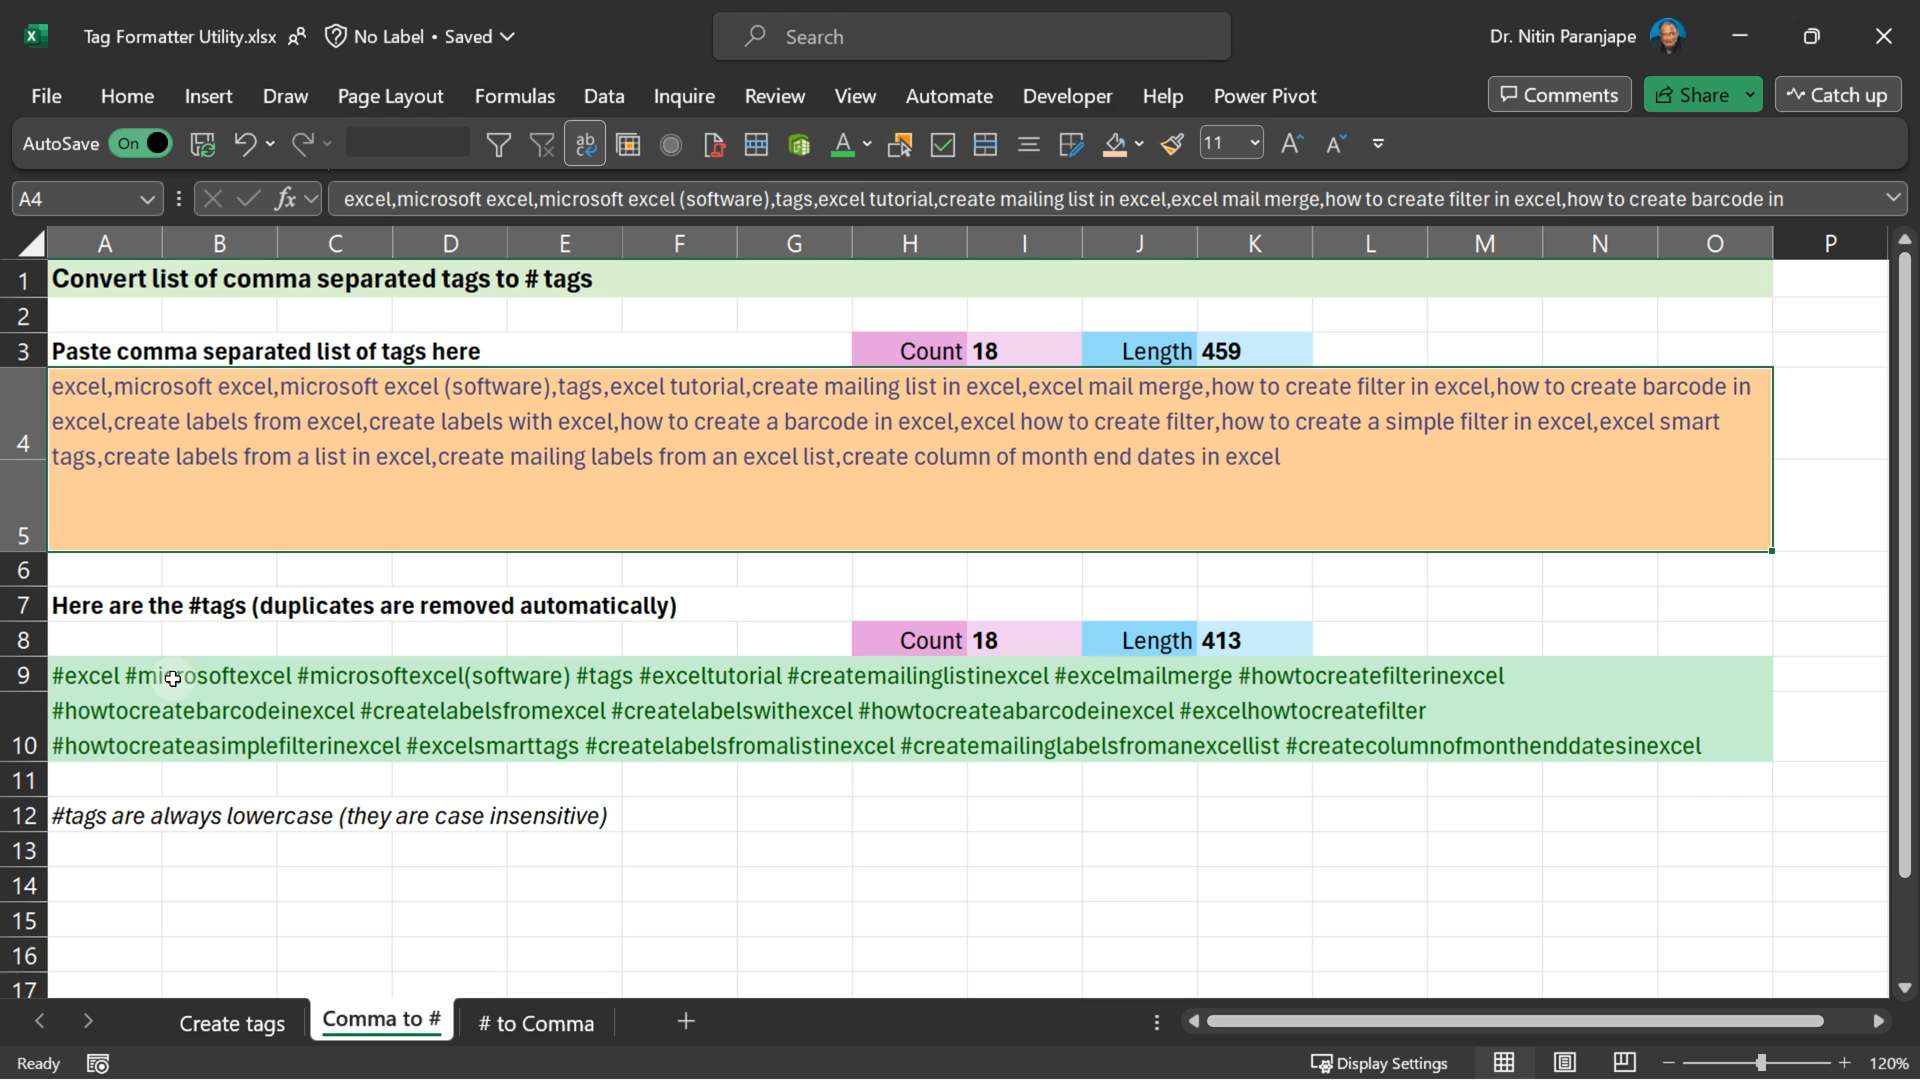 Tag Formatter Utility.xlsx No Label • Saved Search Dr. Nitin Paranjape
File Home Insert Draw Page Layout Formulas Data Inquire Review View Automate Developer Help Power Pivot Comments Share Catch up
AutoSave On 11
A4 fx excel,microsoft excel,microsoft excel (software),tags,excel tutorial,create mailing list in excel,excel mail merge,how to create filter in excel,how to create barcode in
A B C D E F G H I J K L M N O P
1 Convert list of comma separated tags to # tags
2
3 Paste comma separated list of tags here Count 18 Length 459
excel,microsoft excel,microsoft excel (software),tags,excel tutorial,create mailing list in excel,excel mail merge,how to create filter in excel,how to create barcode in
4 excel,create labels from excel,create labels with excel,how to create a barcode in excel,excel how to create filter,how to create a simple filter in excel,excel smart
tags,create labels from a list in excel,create mailing labels from an excel list,create column of month end dates in excel
5
6
7 Here are the #tags (duplicates are removed automatically)
8 Count 18 Length 413
9 #excel #microsoftexcel #microsoftexcel(software) #tags #exceltutorial #createmailinglistinexcel #excelmailmerge #howtocreatefilterinexcel
#howtocreatebarcodeinexcel #createlabelsfromexcel #createlabelswithexcel #howtocreateabarcodeinexcel #excelhowtocreatefilter
10 #howtocreateasimplefilterinexcel #excelsmarttags #createlabelsfromalistinexcel #createmailinglabelsfromanexcellist #createcolumnofmonthenddatesinexcel
11
12 #tags are always lowercase (they are case insensitive)
13
14
15
16
17
Create tags Comma to # # to Comma
Ready Display Settings 120%